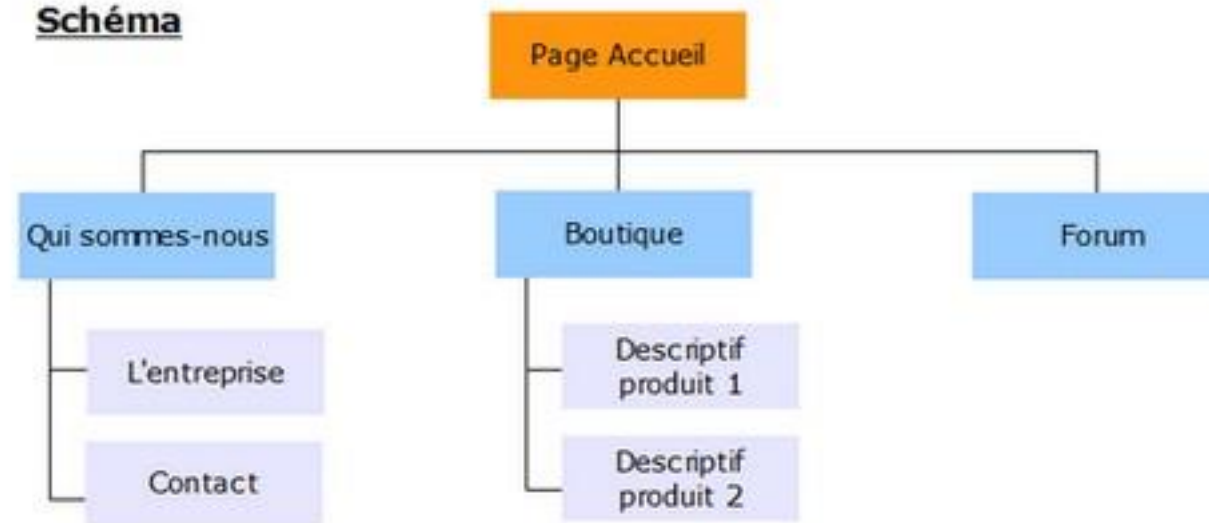 Schéma
Page Accueil
Qui sommes-nous
Boutique
Forum
L'entreprise
Contact
Descriptif
produit 1
Descriptif
produit 2